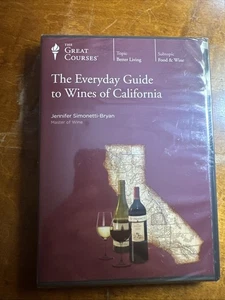 THE
GREAT
COURSES®
Topic
Better Living
Subtopic
Food & Wine
The Everyday Guide
to Wines of California
Jennifer Simonetti-Bryan
Master of Wine